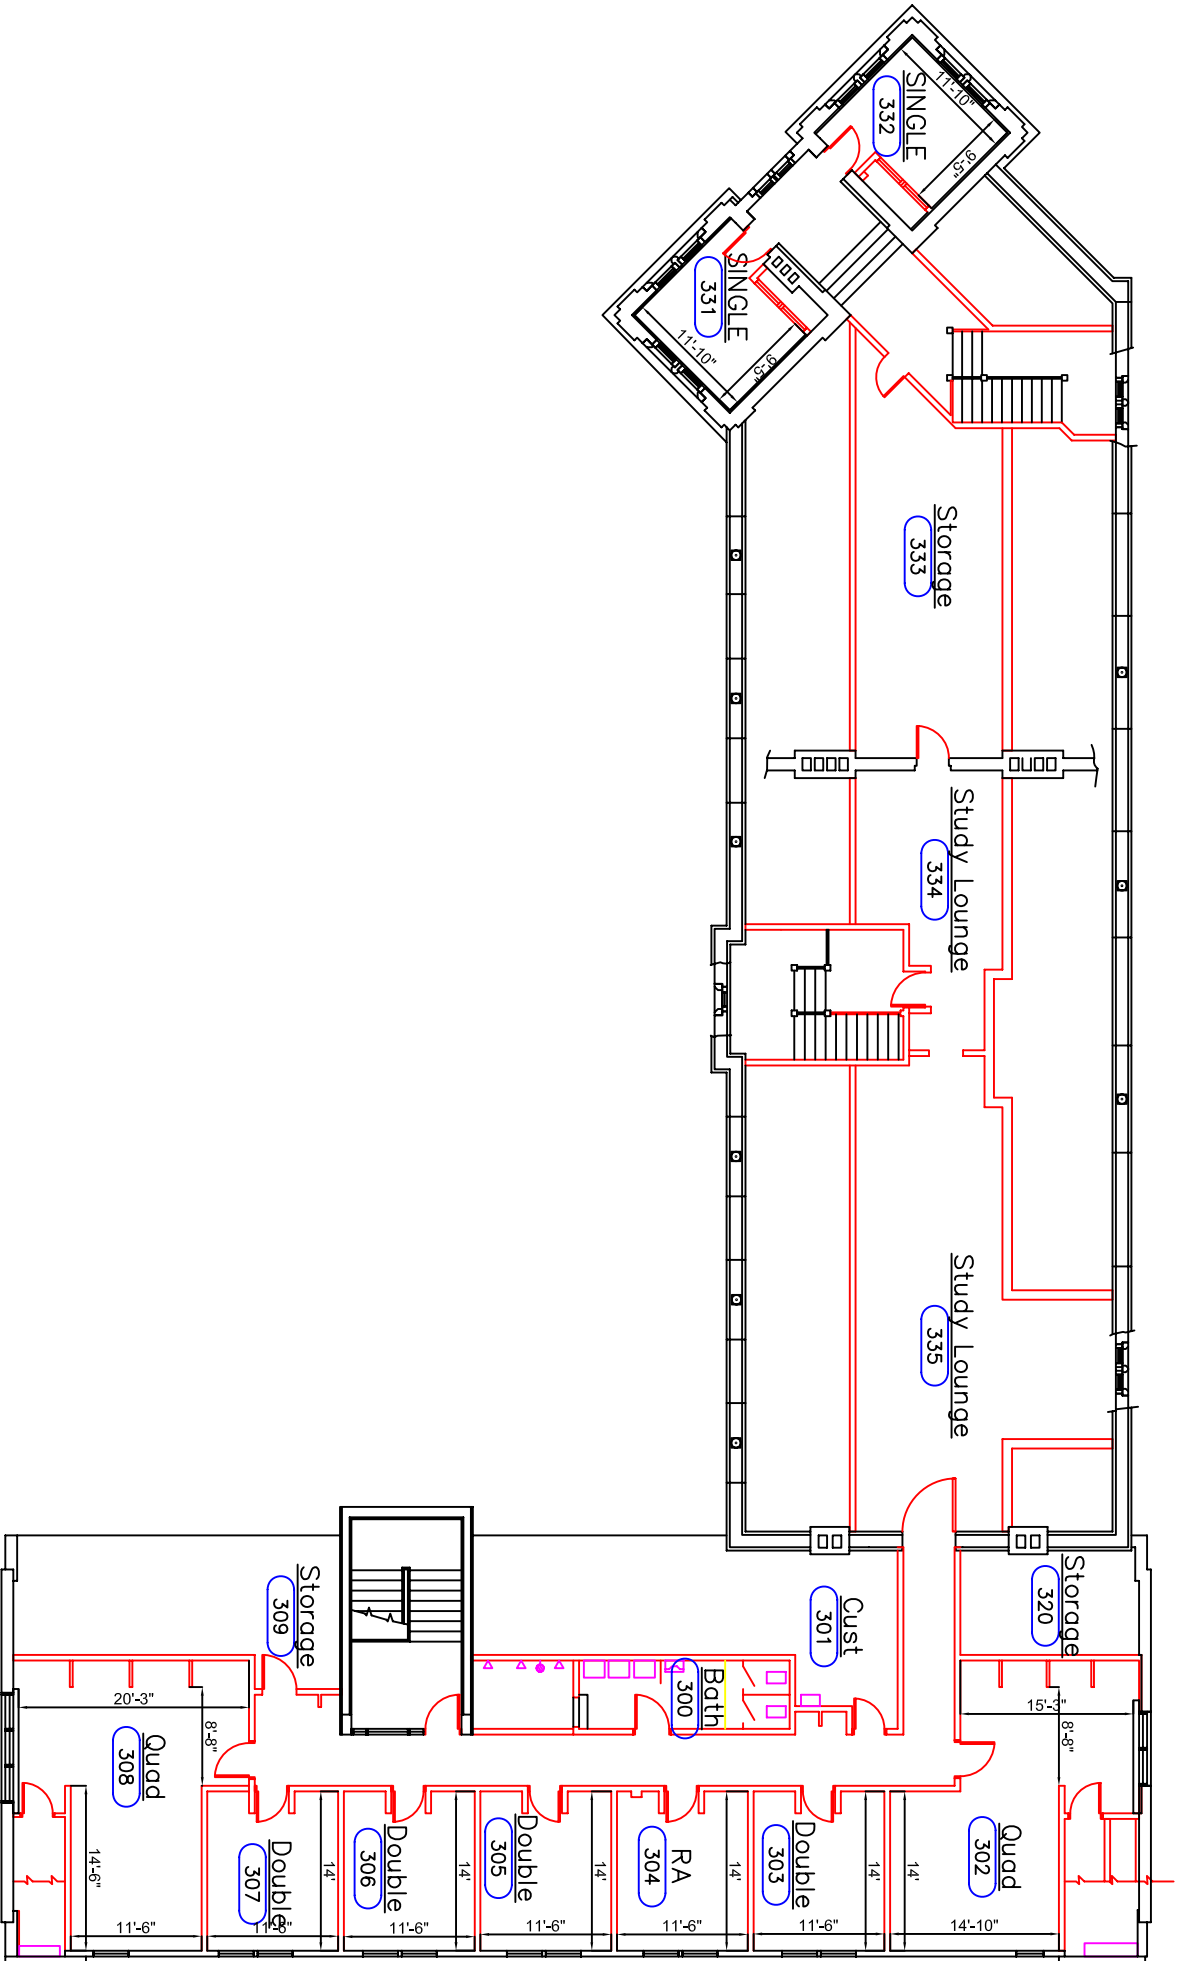 SINGLE
332
11'-10"
9'-5"
SINGLE
331
11'-10"
9'-5"
Storage
333
Study Lounge
334
Study Lounge
335
Storage
320
Cust
301
Bath
300
Storage
309
15'-3"
8'-8"
Quad
302
14'
14'-10"
Double
303
14'
11'-6"
RA
304
14'
11'-6"
Double
305
14'
11'-6"
Double
306
14'
11'-6"
Double
307
14'
11'-6"
Quad
308
20'-3"
8'-8"
14'-6"
11'-6"